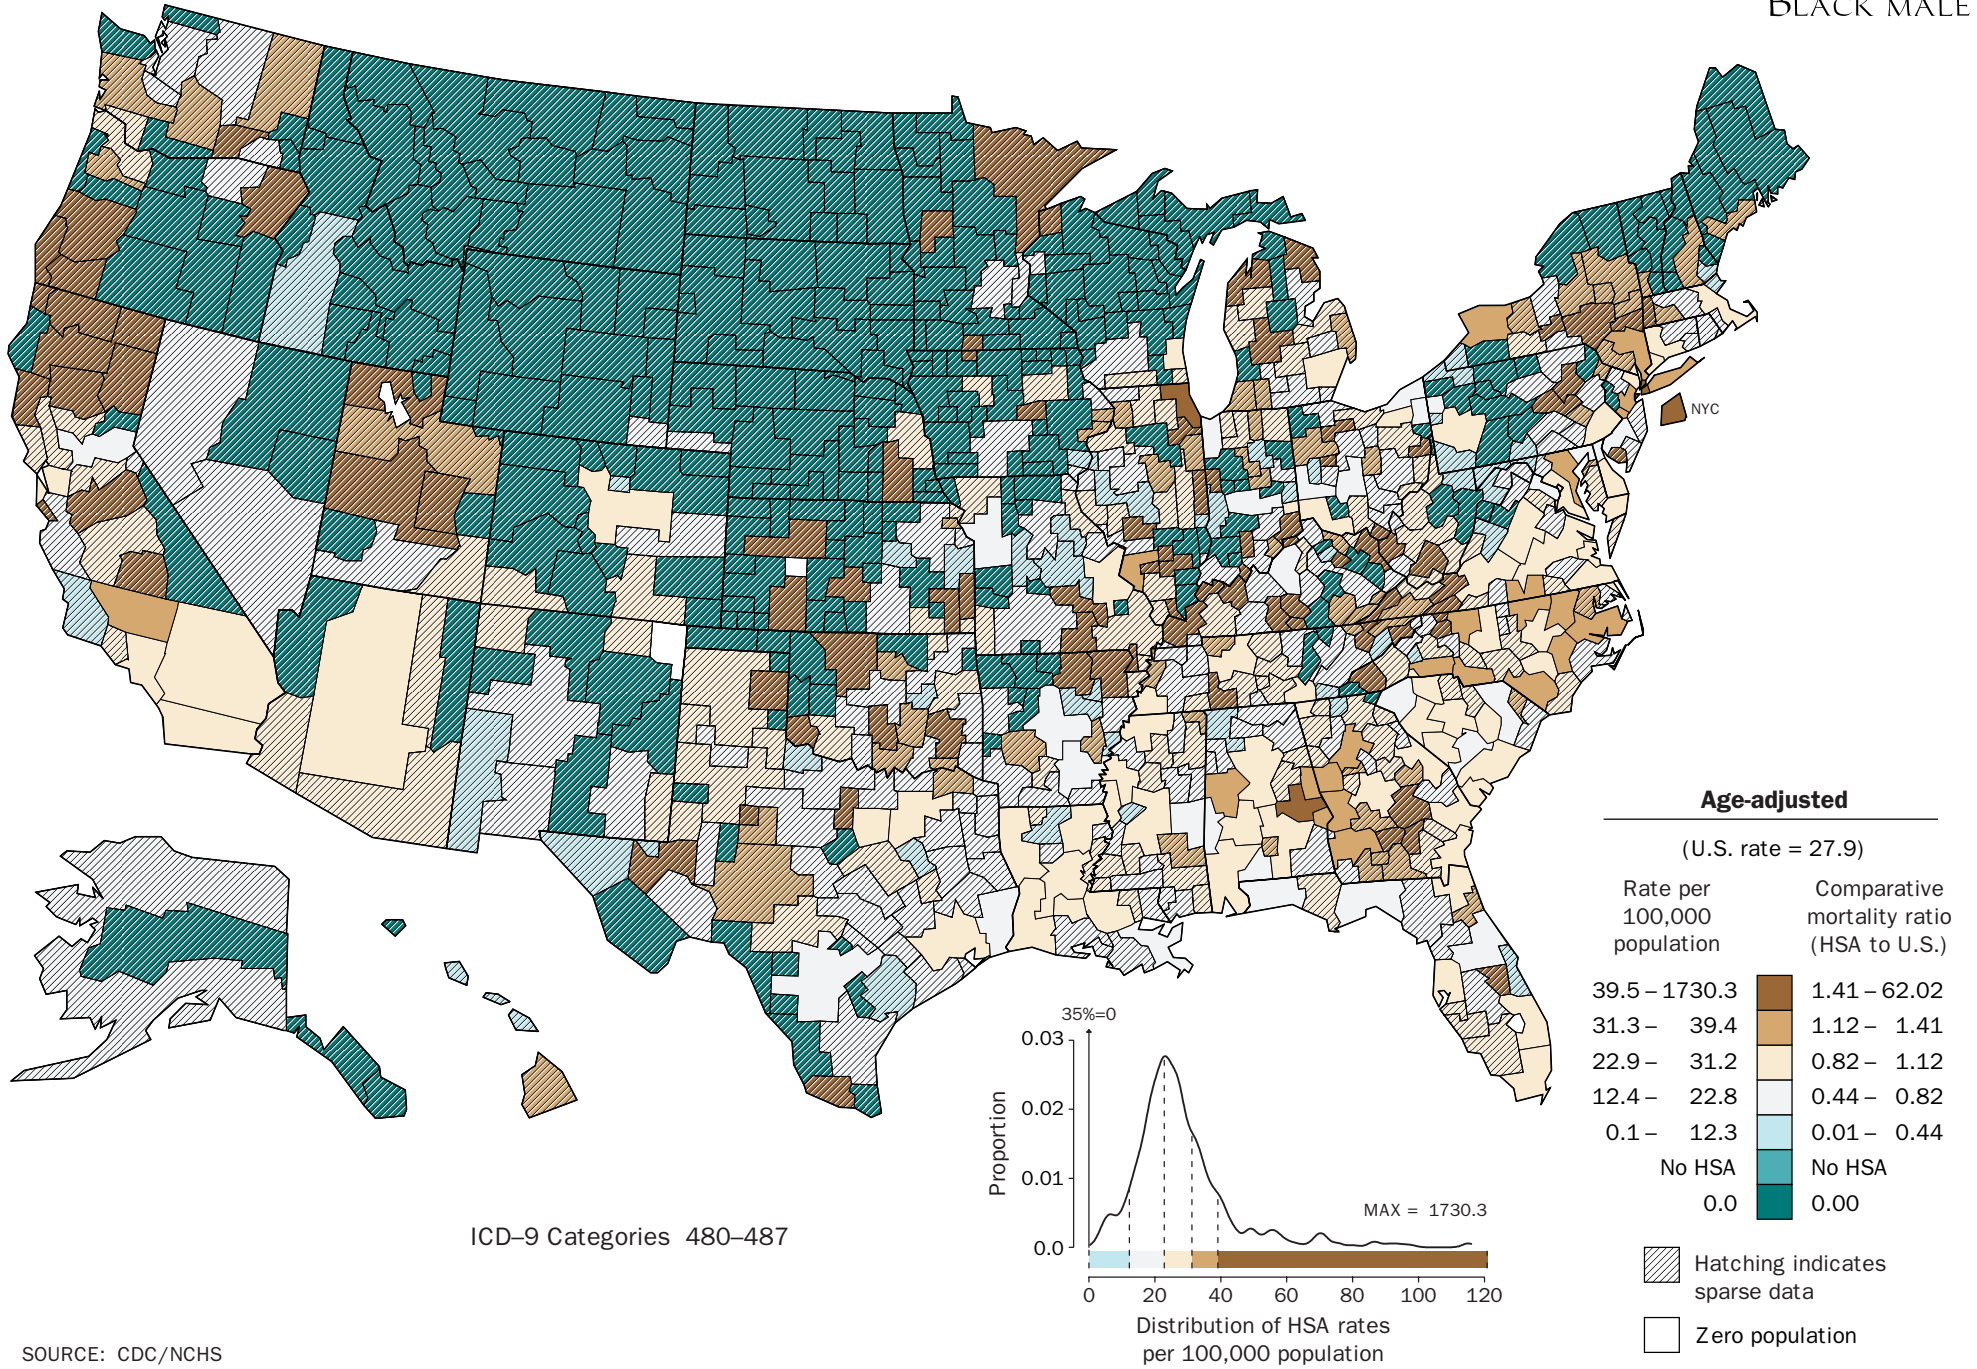 BLACK MALE
NYC
Age-adjusted
(U.S. rate = 27.9)
Rate per
100,000
population
Comparative
mortality ratio
(HSA to U.S.)
39.5–1730.3 1.41–62.02
31.3– 39.4 1.12– 1.41
22.9– 31.2 0.82– 1.12
12.4– 22.8 0.44– 0.82
0.1– 12.3 0.01– 0.44
No HSA No HSA
0.0 0.00
Hatching indicates
sparse data
Zero population
35%=0
0.03
0.02
0.01
0.0
Proportion
MAX = 1730.3
0 20 40 60 80 100 120
Distribution of HSA rates
per 100,000 population
ICD–9 Categories 480–487
SOURCE: CDC/NCHS